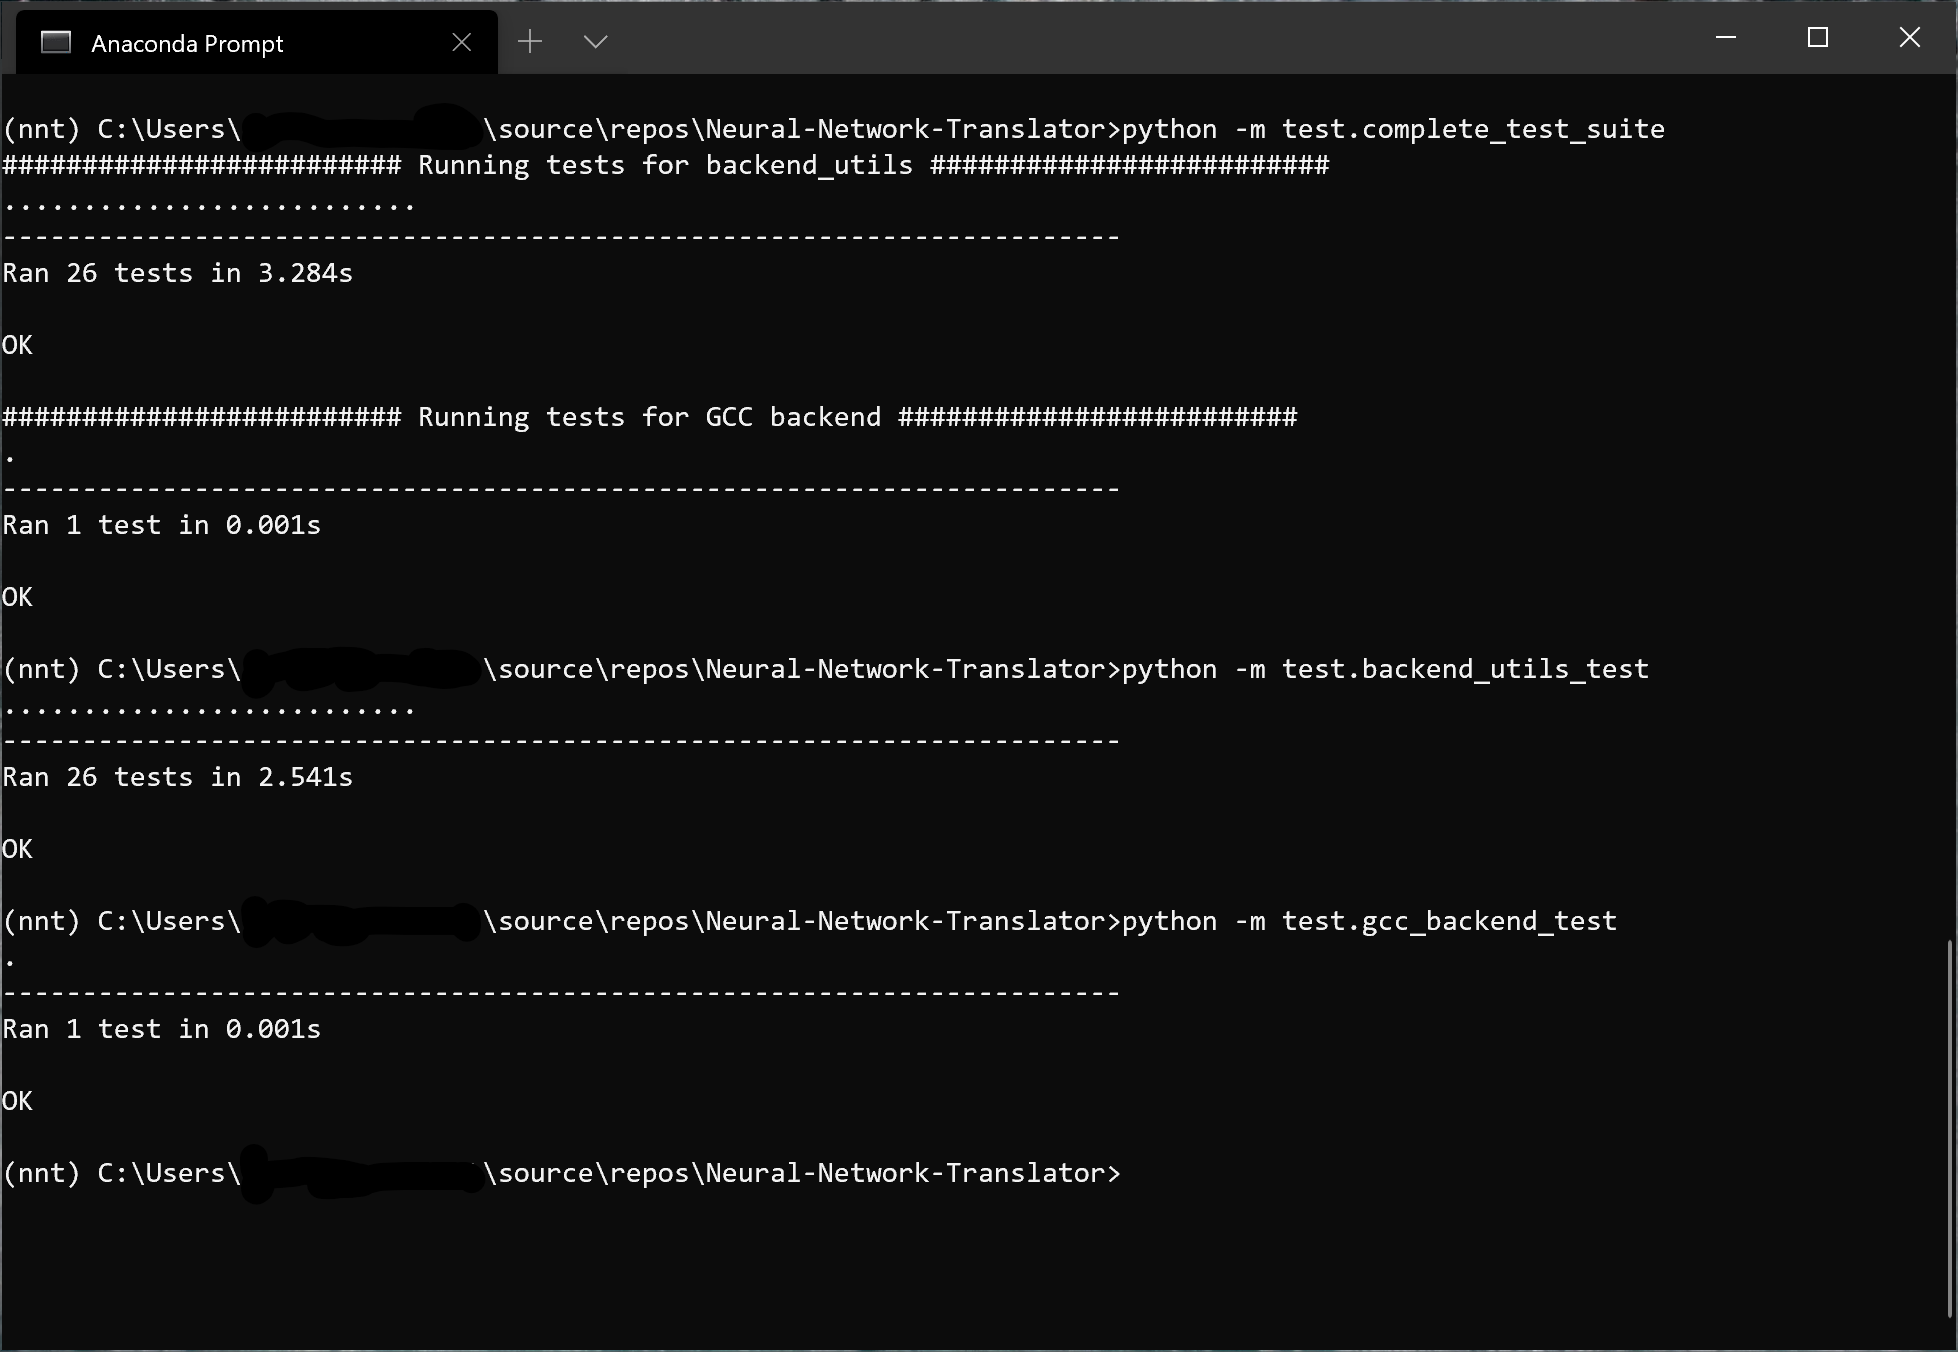 Anaconda Prompt
(nnt) C:\Users\ \source\repos\Neural-Network-Translator>python -m test.complete_test_suite
######################### Running tests for backend_utils #########################
..........................
----------------------------------------------------------------------
Ran 26 tests in 3.284s
OK
######################### Running tests for GCC backend #########################
.
----------------------------------------------------------------------
Ran 1 test in 0.001s
OK
(nnt) C:\Users\ \source\repos\Neural-Network-Translator>python -m test.backend_utils_test
..........................
----------------------------------------------------------------------
Ran 26 tests in 2.541s
OK
(nnt) C:\Users\ \source\repos\Neural-Network-Translator>python -m test.gcc_backend_test
.
----------------------------------------------------------------------
Ran 1 test in 0.001s
OK
(nnt) C:\Users\ \source\repos\Neural-Network-Translator>